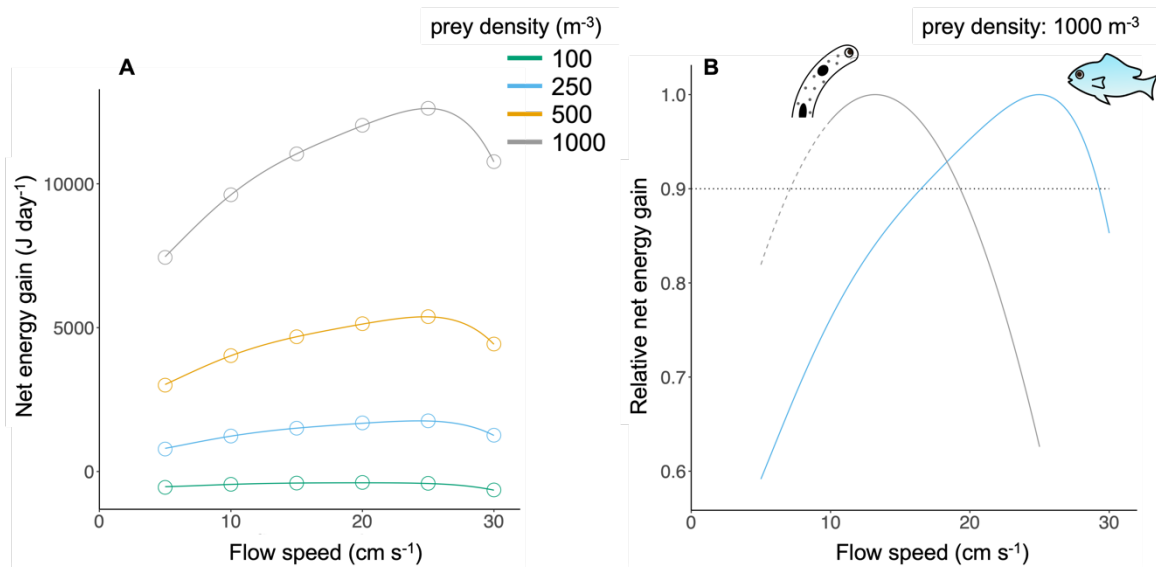 prey density (m-3)
A
100
250
500
1000
Net energy gain (J day-1)
10000
5000
0
0
10
20
30
Flow speed (cm s-1)
prey density: 1000 m-3
B
Relative net energy gain
1.0
0.9
0.8
0.7
0.6
0
10
20
30
Flow speed (cm s-1)